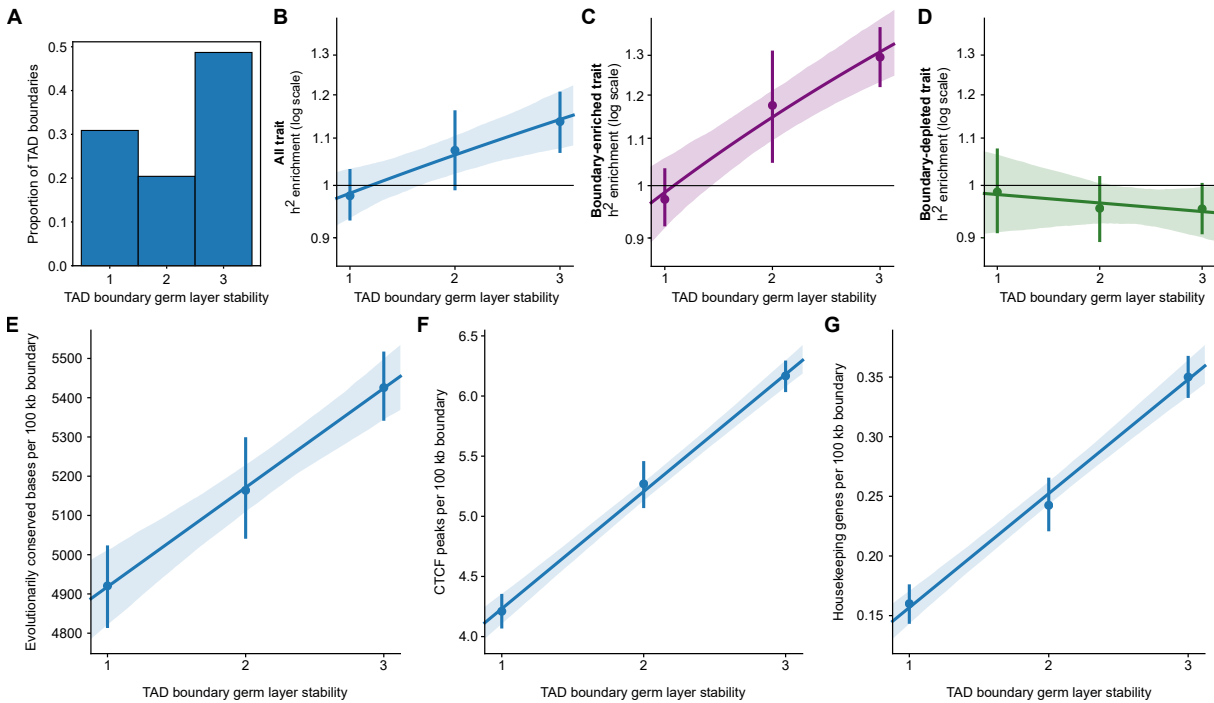 A
Proportion of TAD boundaries
0.5
0.4
0.3
0.2
0.1
0.0
1 2 3
TAD boundary germ layer stability
B
All trait
h² enrichment (log scale)
1.3
1.2
1.1
1
0.9
1 2 3
TAD boundary germ layer stability
C
Boundary-enriched trait
h² enrichment (log scale)
1.3
1.2
1.1
1
0.9
1 2 3
TAD boundary germ layer stability
D
Boundary-depleted trait
h² enrichment (log scale)
1.3
1.2
1.1
1
0.9
1 2 3
TAD boundary germ layer stability
E
Evolutionarily conserved bases per 100 kb boundary
5500
5400
5300
5200
5100
5000
4900
4800
1 2 3
TAD boundary germ layer stability
F
CTCF peaks per 100 kb boundary
6.5
6.0
5.5
5.0
4.5
4.0
1 2 3
TAD boundary germ layer stability
G
Housekeeping genes per 100 kb boundary
0.35
0.30
0.25
0.20
0.15
1 2 3
TAD boundary germ layer stability